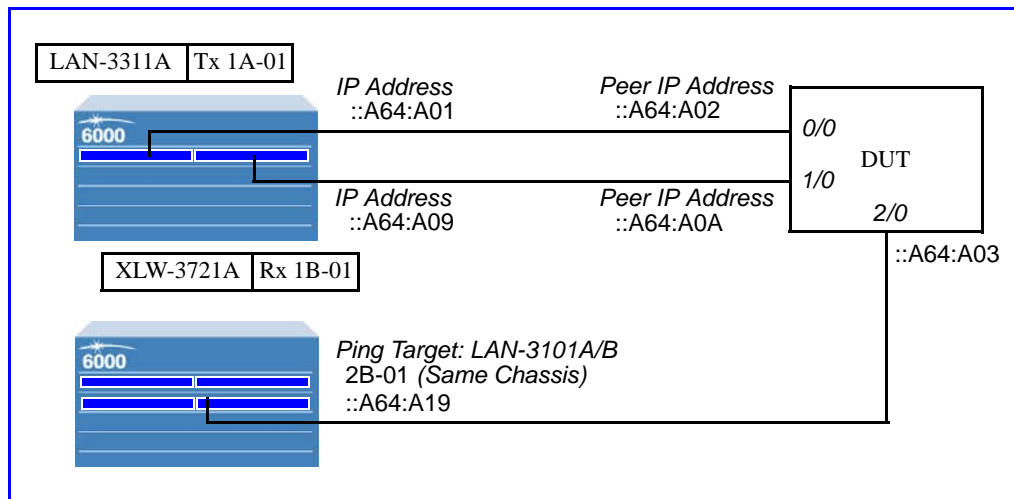 LAN-3311A Tx 1A-01
IP Address
::A64:A01
Peer IP Address
::A64:A02
6000
0/0
DUT
1/0
2/0
IP Address
::A64:A09
Peer IP Address
::A64:A0A
::A64:A03
XLW-3721A Rx 1B-01
6000
Ping Target: LAN-3101A/B
2B-01 (Same Chassis)
::A64:A19